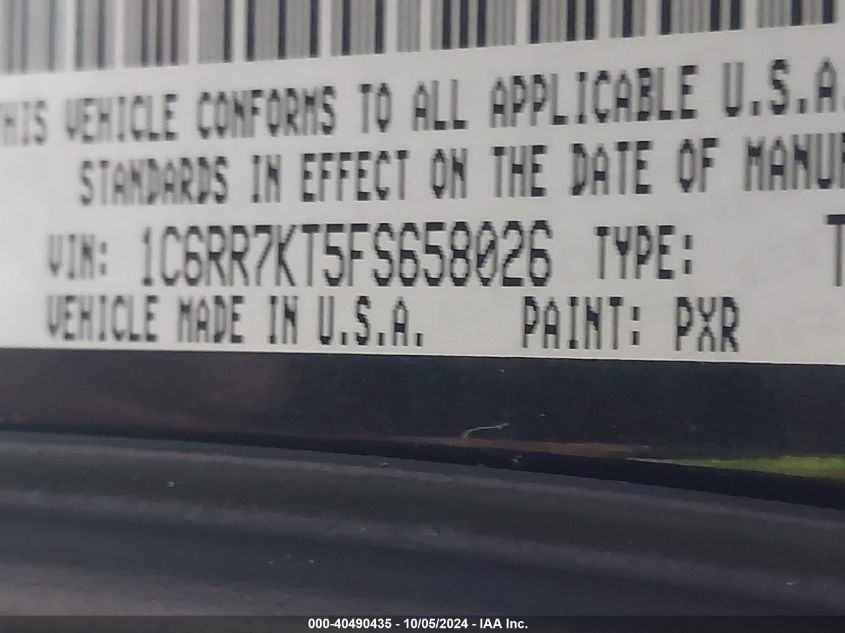 THIS VEHICLE CONFORMS TO ALL APPLICABLE U.S.A.
STANDARDS IN EFFECT ON THE DATE OF MANUF
VIN: 1C6RR7KT5FS658026 TYPE: T
VEHICLE MADE IN U.S.A. PAINT: PXR
000-40490435 - 10/05/2024 - IAA Inc.